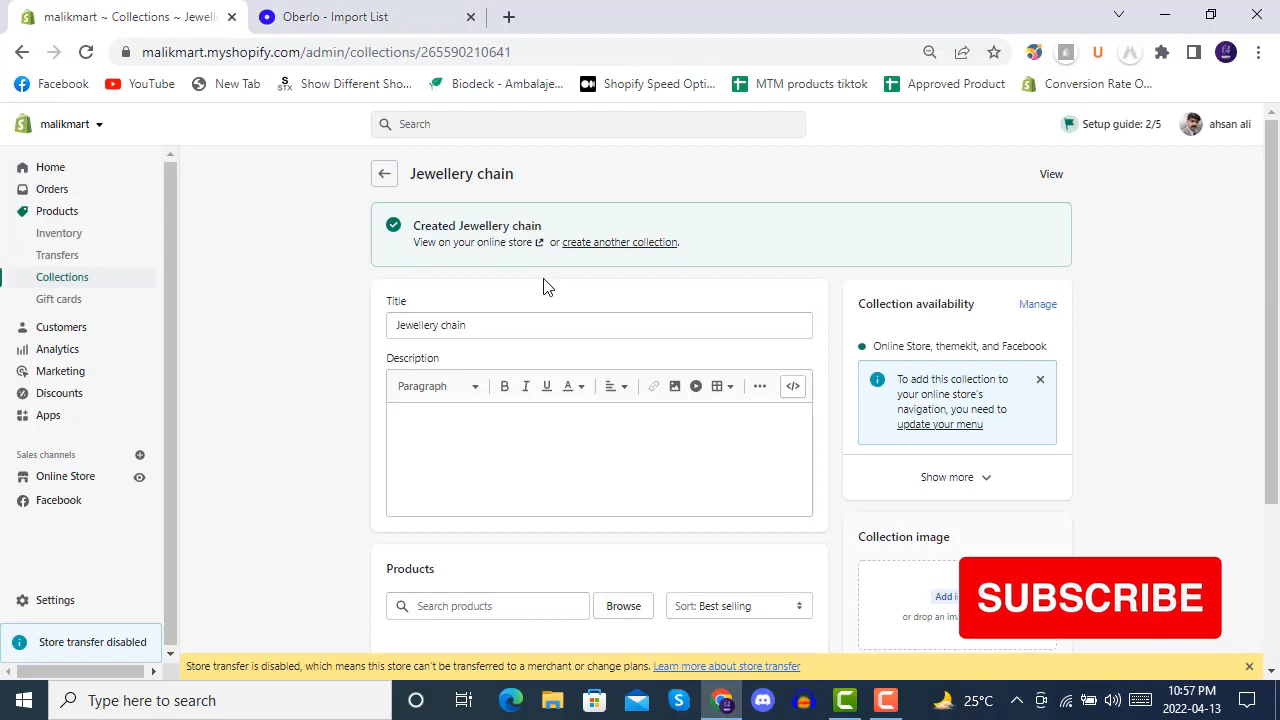 malikmart ~ Collections ~ Jewell
Oberlo - Import List
malikmart.myshopify.com/admin/collections/265590210641
Facebook
YouTube
New Tab
STX
Show Different Sho...
Biodeck - Ambalaje...
Shopify Speed Opti...
MTM products tiktok
Approved Product
Conversion Rate O...
malikmart
Search
Setup guide: 2/5
ahsan ali
Home
Orders
Products
Inventory
Transfers
Collections
Gift cards
Customers
Analytics
Marketing
Discounts
Apps
Sales channels
Online Store
Facebook
Settings
Store transfer disabled
Jewellery chain
View
Created Jewellery chain
View on your online store or create another collection.
Title
Jewellery chain
Description
Paragraph
B I U A
Products
Search products
Browse
Sort: Best selling
Collection availability
Manage
Online Store, themekit, and Facebook
To add this collection to
your online store's
navigation, you need to
update your menu
Show more
Collection image
Add i
or drop an im
SUBSCRIBE
Store transfer is disabled, which means this store can't be transferred to a merchant or change plans. Learn more about store transfer
Type here to search
25°C
10:57 PM
2022-04-13